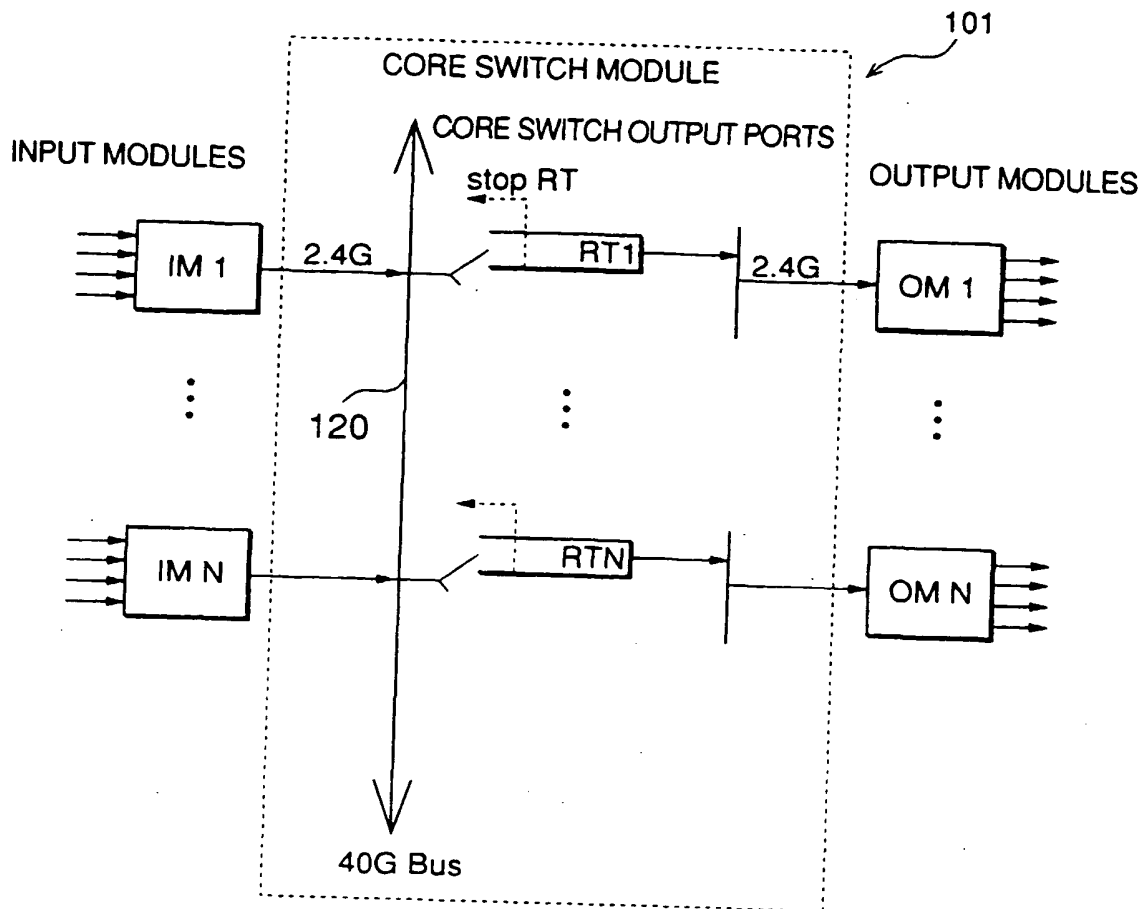 101
CORE SWITCH MODULE
CORE SWITCH OUTPUT PORTS
INPUT MODULES
OUTPUT MODULES
stop RT
IM 1
2.4G
RT1
2.4G
OM 1
120
IM N
RTN
OM N
40G Bus